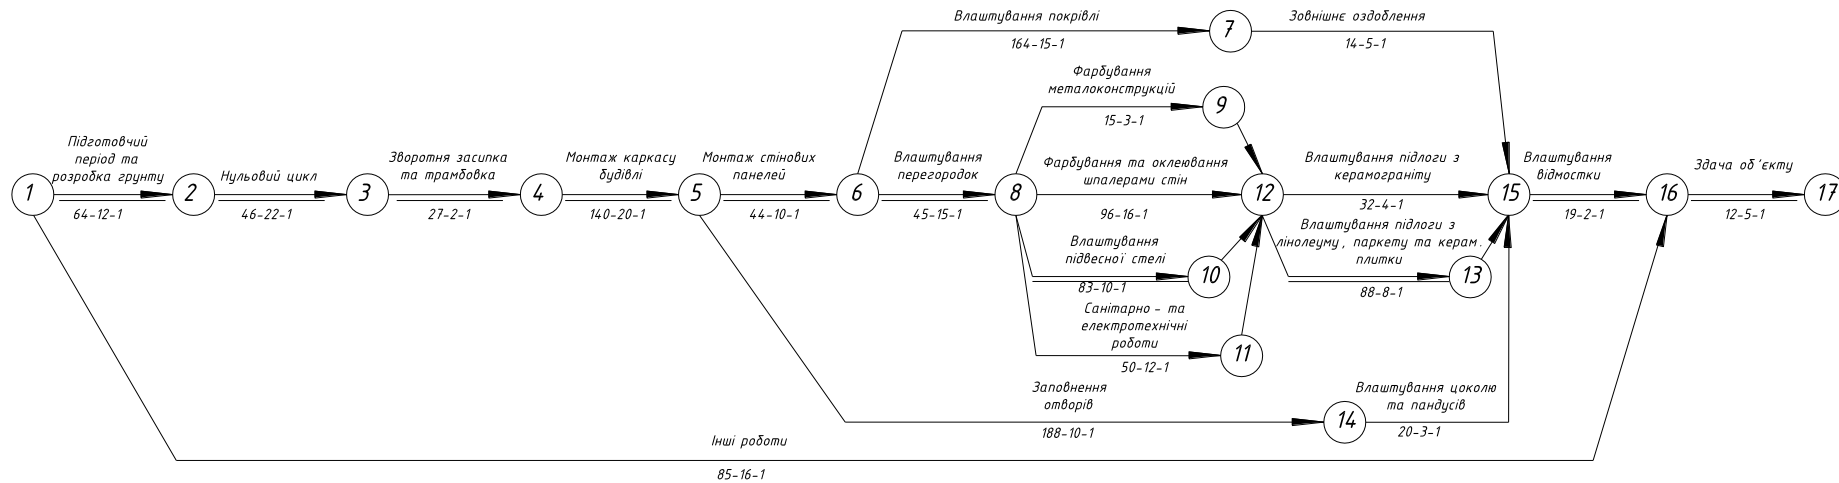 Влаштування покрівлі
7
Зовнішнє оздоблення
164-15-1
14-5-1
Фарбування
металоконструкцій
9
15-3-1
Підготовчий
період та
розробка грунту
Нульовий цикл
Зворотня засипка
та трамбовка
Монтаж каркасу
будівлі
Монтаж стінових
панелей
Влаштування
перегородок
Фарбування та оклеювання
шпалерами стін
Влаштування підлоги з
керамограніту
Влаштування
відмостки
Здача об'єкту
1
2
3
4
5
6
8
12
15
16
17
64-12-1
46-22-1
27-2-1
140-20-1
44-10-1
45-15-1
96-16-1
32-4-1
19-2-1
12-5-1
Влаштування
підвесної стелі
10
83-10-1
Влаштування підлоги з
лінолеуму, паркету та керам.
плитки
13
88-8-1
Санітарно - та
електротехнічні
роботи
11
50-12-1
Заповнення
отворів
14
188-10-1
Влаштування цоколю
та пандусів
20-3-1
Інші роботи
85-16-1